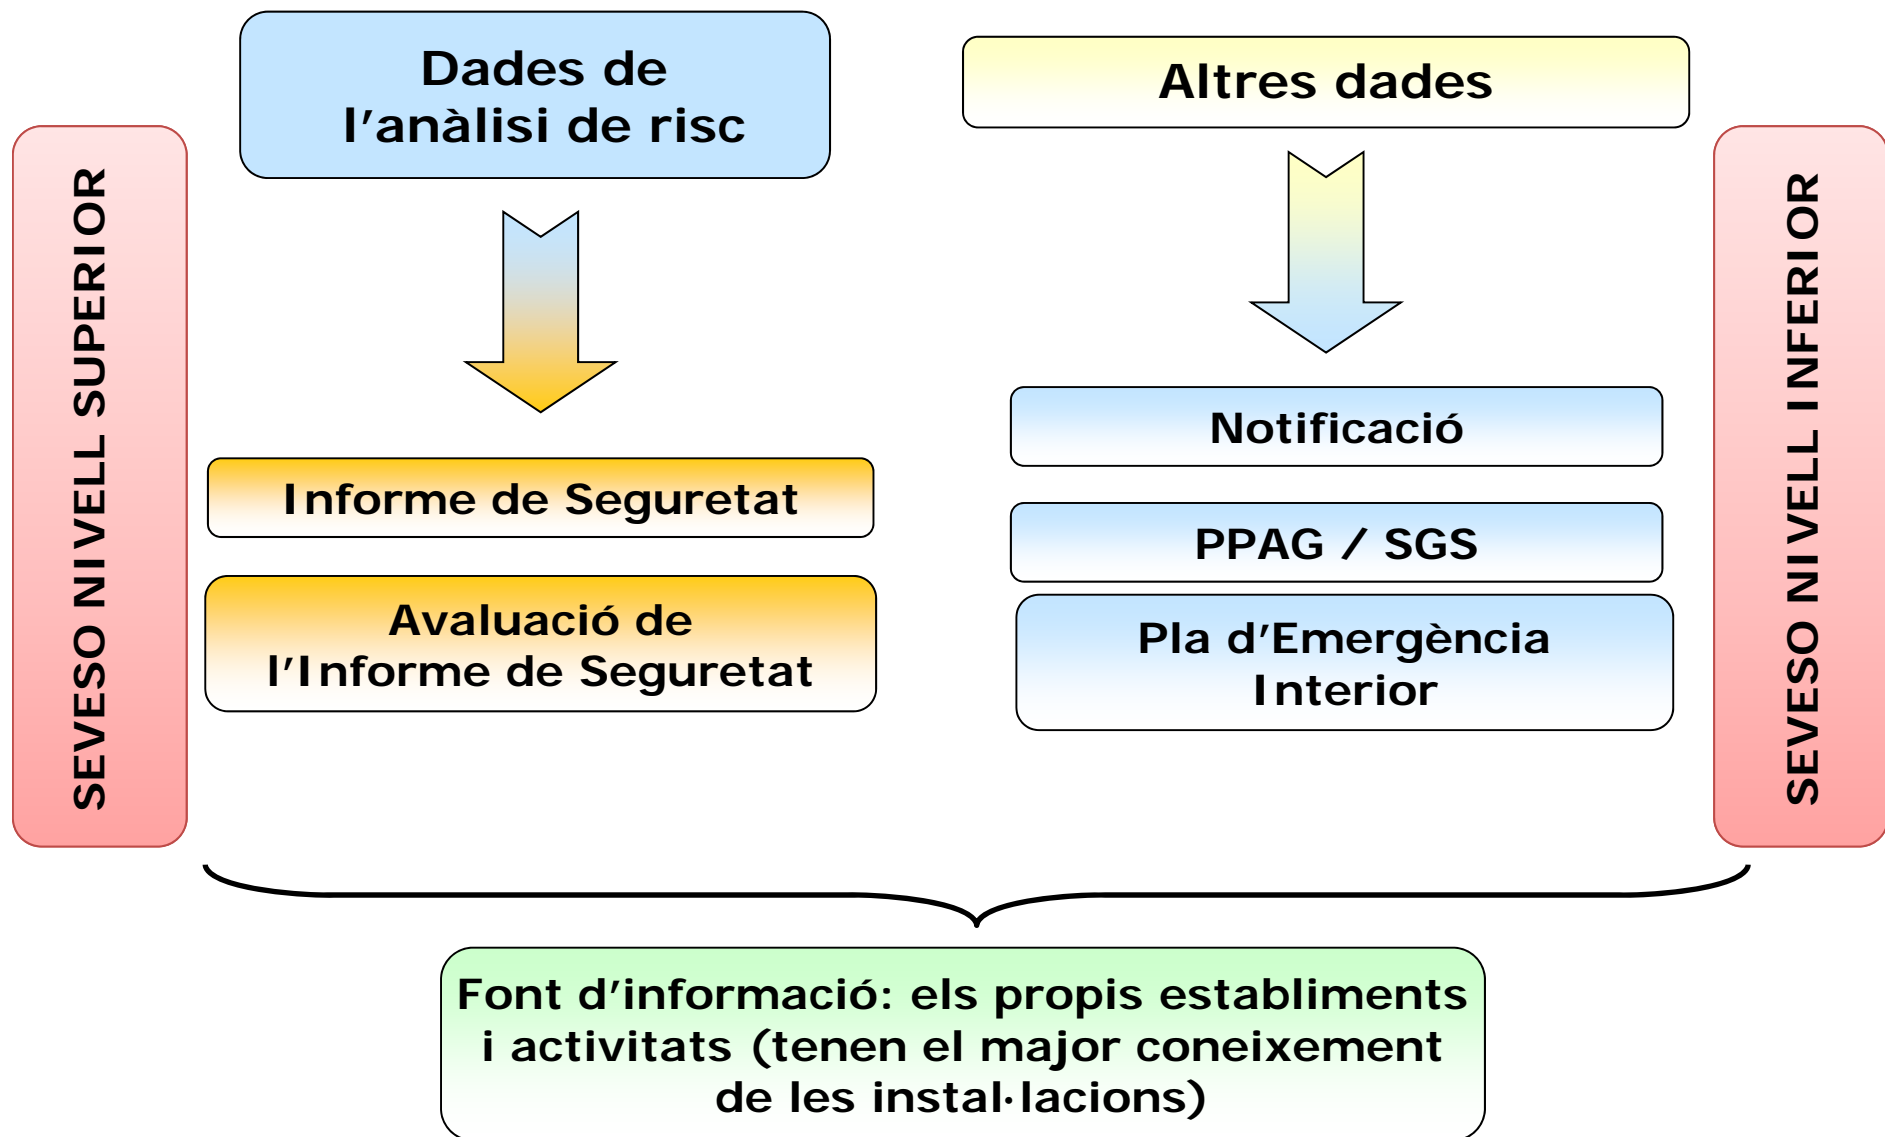 SEVESO NIVELL SUPERIOR
Dades de
l’anàlisi de risc
Informe de Seguretat
Avaluació de
l’Informe de Seguretat
Altres dades
Notificació
PPAG / SGS
Pla d’Emergència
Interior
SEVESO NIVELL INFERIOR
Font d’informació: els propis establiments
i activitats (tenen el major coneixement
de les instal·lacions)